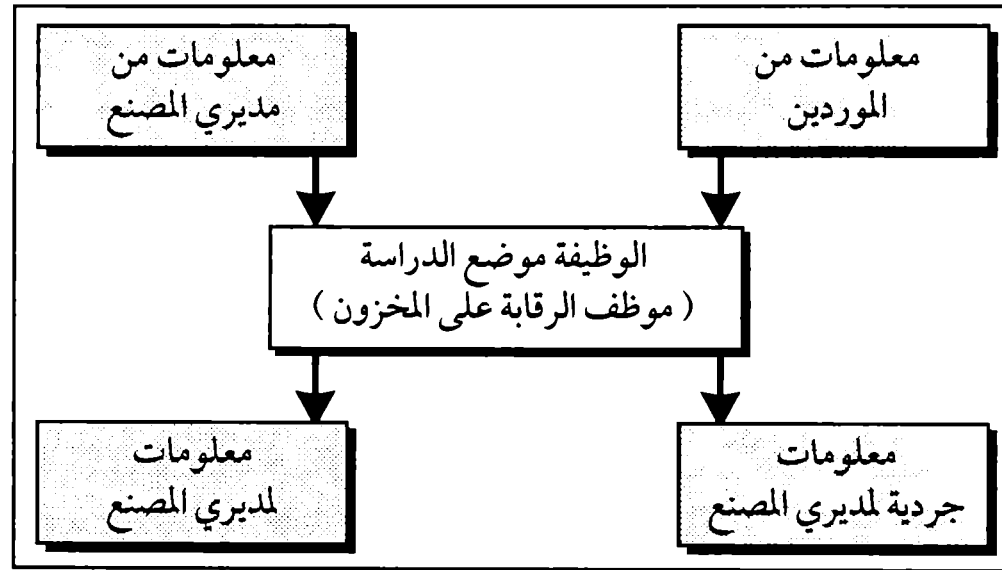 معلومات من
الموردين
معلومات من
مديري المصنع
الوظيفة موضع الدراسة
( موظف الرقابة على المخزون )
معلومات
جردية لمديري المصنع
معلومات
لمديري المصنع